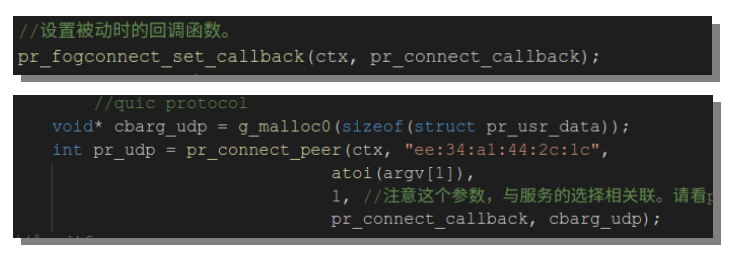 //设置被动时的回调函数。
pr_fogconnect_set_callback(ctx, pr_connect_callback);
//quic protocol
void* cbarg_udp = g_malloc0(sizeof(struct pr_usr_data));
int pr_udp = pr_connect_peer(ctx, "ee:34:a1:44:2c:1c",
atoi(argv[1]),
1, //注意这个参数，与服务的选择相关联。请看
pr_connect_callback, cbarg_udp);